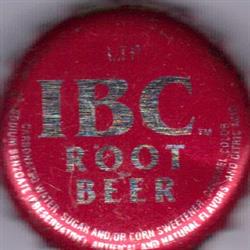 IBC
TM
ROOT
BEER
CARBONATED WATER, SUGAR AND/OR CORN SWEETENER, CARAMEL COLOR
SODIUM BENZOATE (PRESERVATIVE), ARTIFICIAL AND NATURAL FLAVORS AND CITRIC ACID